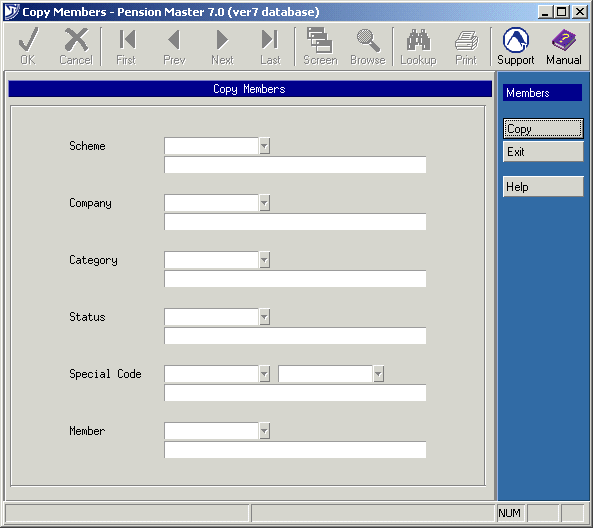 Copy Members - Pension Master 7.0 (ver7 database)
OK Cancel First Prev Next Last Screen Browse Lookup Print Support Manual
Copy Members
Members
Copy
Exit
Help
Scheme
Company
Category
Status
Special Code
Member
NUM